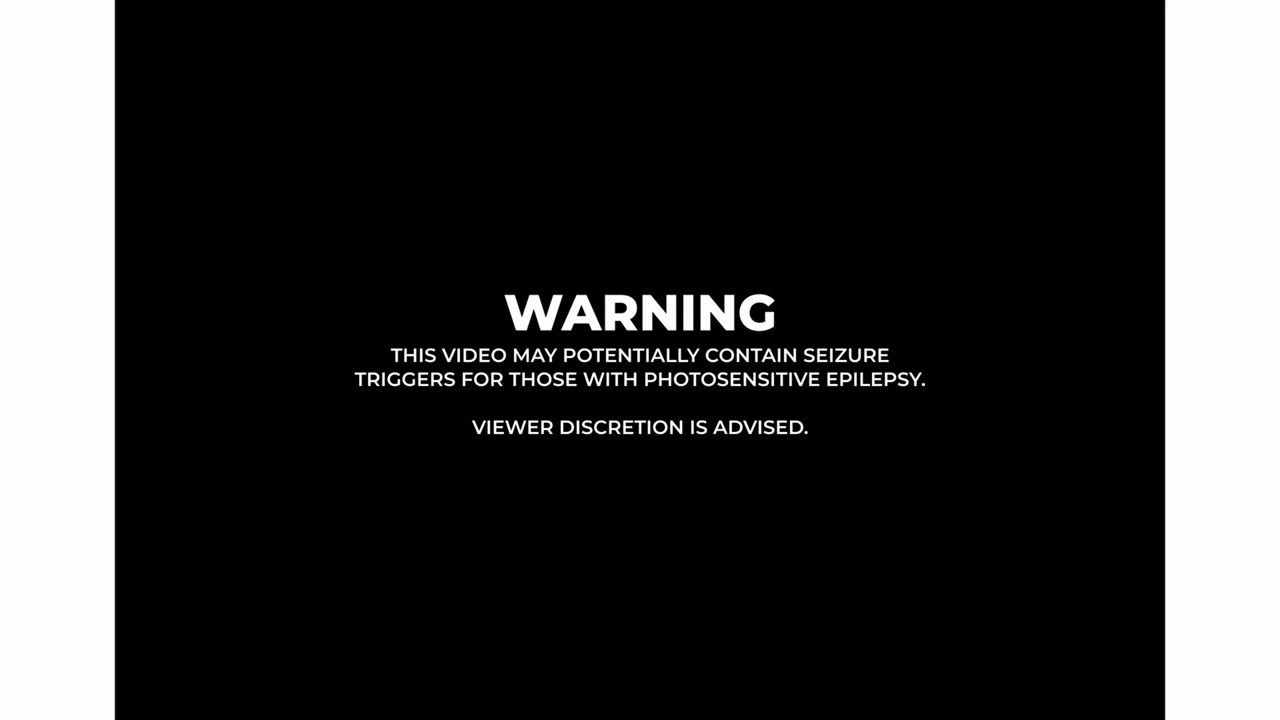 WARNING
THIS VIDEO MAY POTENTIALLY CONTAIN SEIZURE
TRIGGERS FOR THOSE WITH PHOTOSENSITIVE EPILEPSY.
VIEWER DISCRETION IS ADVISED.